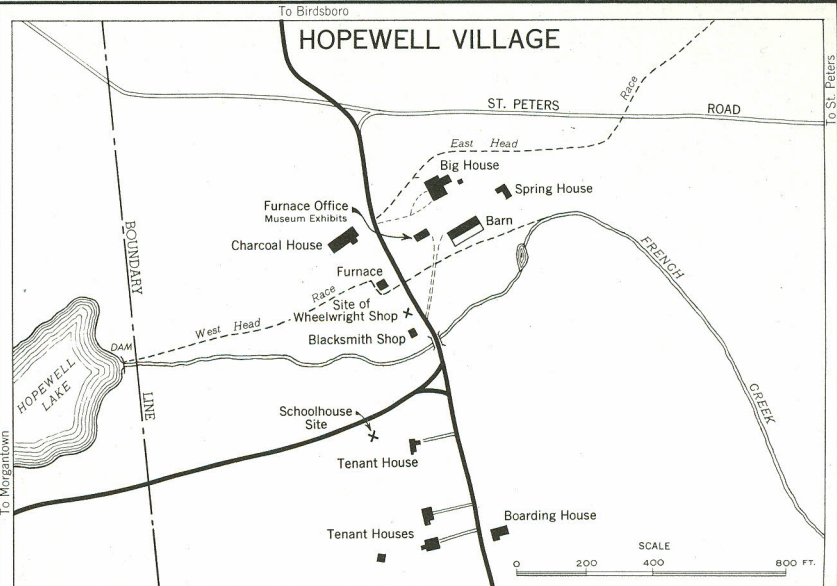 To Birdsboro
HOPEWELL VILLAGE
To St. Peters
ST. PETERS ROAD
Race
East Head
Big House
Spring House
Furnace Office
Museum Exhibits
Barn
Charcoal House
BOUNDARY
FRENCH
Furnace
Race
Site of
Wheelwright Shop
West Head
Blacksmith Shop
DAM
HOPEWELL
LAKE
LINE
CREEK
Schoolhouse
Site
To Morgantown
Tenant House
Boarding House
Tenant Houses
SCALE
0 200 400 800 FT.